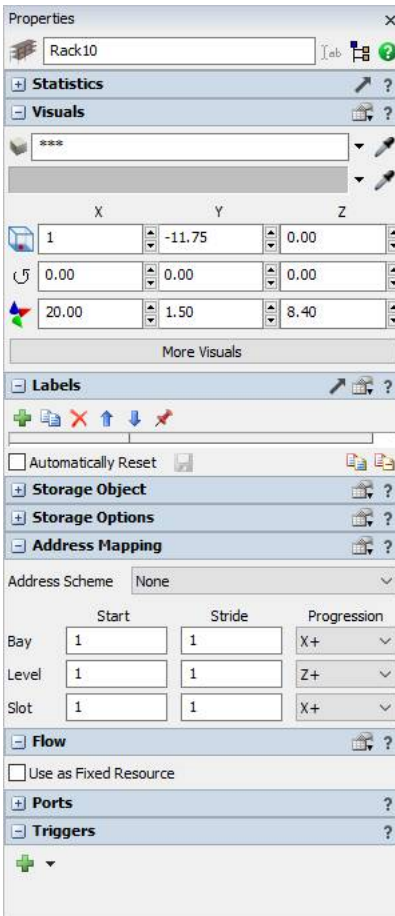 Properties
Rack10
Statistics ?
Visuals ?
***
X Y Z
1 -11.75 0.00
0.00 0.00 0.00
20.00 1.50 8.40
More Visuals
Labels ?
Automatically Reset
Storage Object ?
Storage Options ?
Address Mapping ?
Address Scheme None
Start Stride Progression
Bay 1 1 X+
Level 1 1 Z+
Slot 1 1 X+
Flow ?
Use as Fixed Resource
Ports ?
Triggers ?